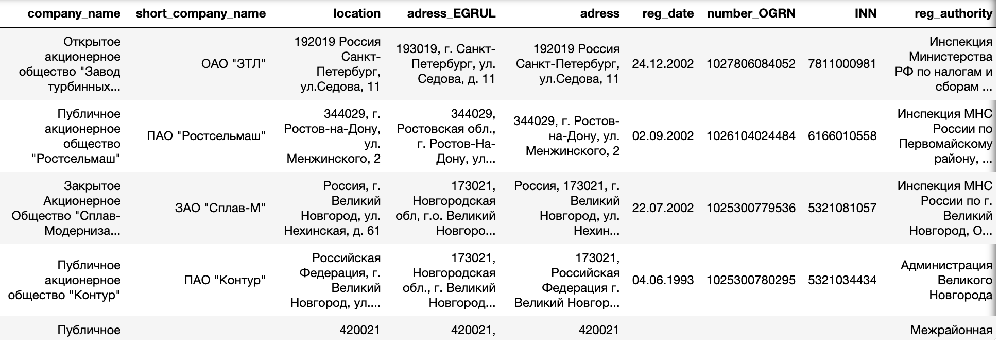 company_name short_company_name location adress_EGRUL adress reg_date number_OGRN INN reg_authority
Открытое
акционерное
общество "Завод
турбинных...
ОАО "ЗТЛ"
192019 Россия
Санкт-
Петербург,
ул.Седова, 11
193019, г. Санкт-
Петербург, ул.
Седова, д. 11
192019 Россия
Санкт-Петербург,
ул.Седова, 11
24.12.2002
1027806084052
7811000981
Инспекция
Министерства
РФ по налогам и
сборам ...
Публичное
акционерное
общество
"Ростсельмаш"
ПАО "Ростсельмаш"
344029, г.
Ростов-на-Дону,
ул.
Менжинского, 2
344029,
Ростовская обл.,
г. Ростов-На-
Дону, ул...
344029, г. Ростов-
на-Дону, ул.
Менжинского, 2
02.09.2002
1026104024484
6166010558
Инспекция МНС
России по
Первомайскому
району, ...
Закрытое
Акционерное
Общество "Сплав-
Модерниза...
ЗАО "Сплав-М"
Россия, г.
Великий
Новгород, ул.
Нехинская, д. 61
173021,
Новгородская
обл, г.о. Великий
Новгоро...
Россия, 173021, г.
Великий
Новгород, ул.
Нехин...
22.07.2002
1025300779536
5321081057
Инспекция МНС
России по г.
Великий
Новгород, О...
Публичное
акционерное
общество "Контур"
ПАО "Контур"
Российская
Федерация, г.
Великий
Новгород, ул....
173021,
Новгородская
обл., г. Великий
Новгород...
173021,
Российская
Федерация г.
Великий Новгор...
04.06.1993
1025300780295
5321034434
Администрация
Великого
Новгорода
Публичное
420021
420021,
420021
Межрайонная